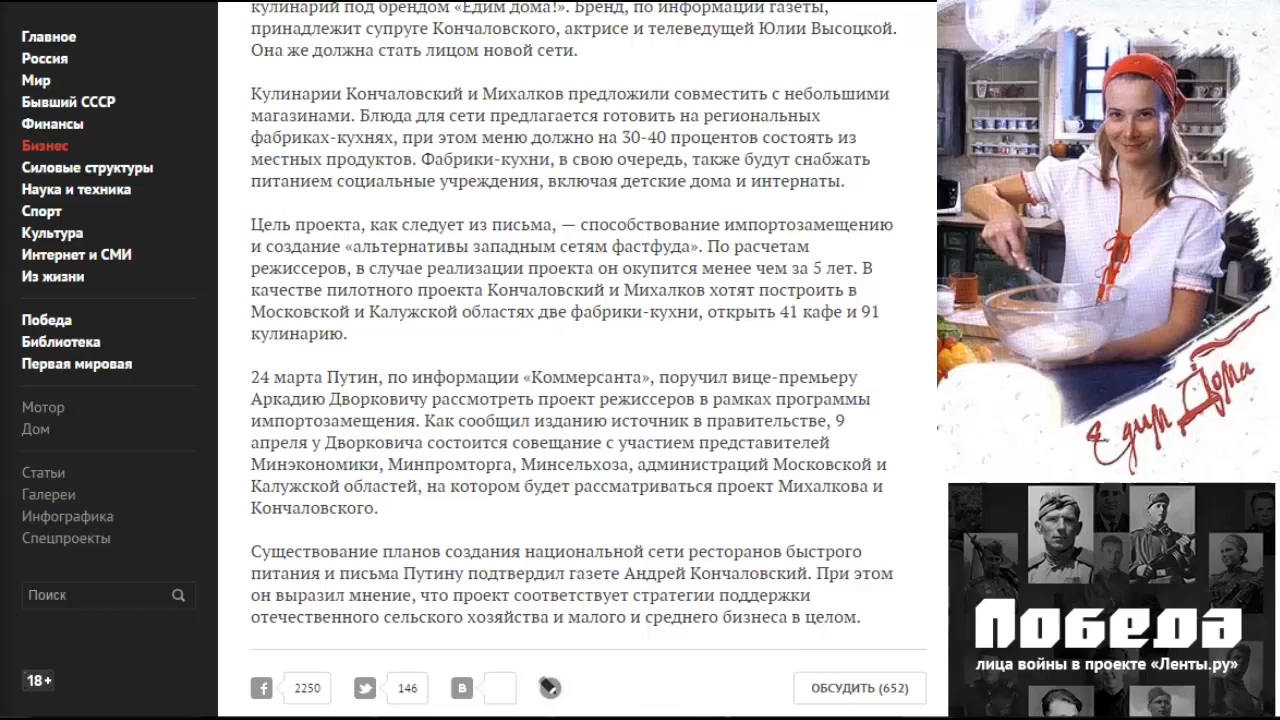 Главное
Россия
Мир
Бывший СССР
Финансы
Бизнес
Силовые структуры
Наука и техника
Спорт
Культура
Интернет и СМИ
Из жизни
Победа
Библиотека
Первая мировая
Мотор
Дом
Статьи
Галереи
Инфографика
Спецпроекты
Поиск
18+
кулинарий под брендом «Едим дома!». Бренд, по информации газеты,
принадлежит супруге Кончаловского, актрисе и телеведущей Юлии Высоцкой.
Она же должна стать лицом новой сети.
Кулинарии Кончаловский и Михалков предложили совместить с небольшими
магазинами. Блюда для сети предлагается готовить на региональных
фабриках-кухнях, при этом меню должно на 30-40 процентов состоять из
местных продуктов. Фабрики-кухни, в свою очередь, также будут снабжать
питанием социальные учреждения, включая детские дома и интернаты.
Цель проекта, как следует из письма, — способствование импортозамещению
и создание «альтернативы западным сетям фастфуда». По расчетам
режиссеров, в случае реализации проекта он окупится менее чем за 5 лет. В
качестве пилотного проекта Кончаловский и Михалков хотят построить в
Московской и Калужской областях две фабрики-кухни, открыть 41 кафе и 91
кулинарию.
24 марта Путин, по информации «Коммерсанта», поручил вице-премьеру
Аркадию Дворковичу рассмотреть проект режиссеров в рамках программы
импортозамещения. Как сообщил изданию источник в правительстве, 9
апреля у Дворковича состоится совещание с участием представителей
Минэкономики, Минпромторга, Минсельхоза, администраций Московской и
Калужской областей, на котором будет рассматриваться проект Михалкова и
Кончаловского.
Существование планов создания национальной сети ресторанов быстрого
питания и письма Путину подтвердил газете Андрей Кончаловский. При этом
он выразил мнение, что проект соответствует стратегии поддержки
отечественного сельского хозяйства и малого и среднего бизнеса в целом.
2250
146
ОБСУДИТЬ (652)
Едим Дома
Победа
лица войны в проекте «Ленты.ру»